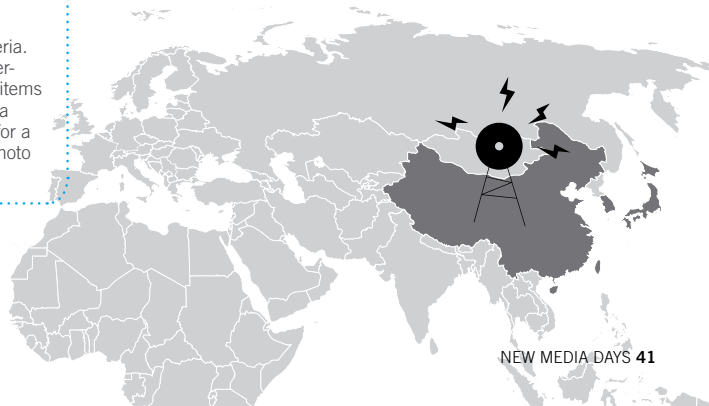 eria.
er-
items
a
for a
hoto
NEW MEDIA DAYS 41